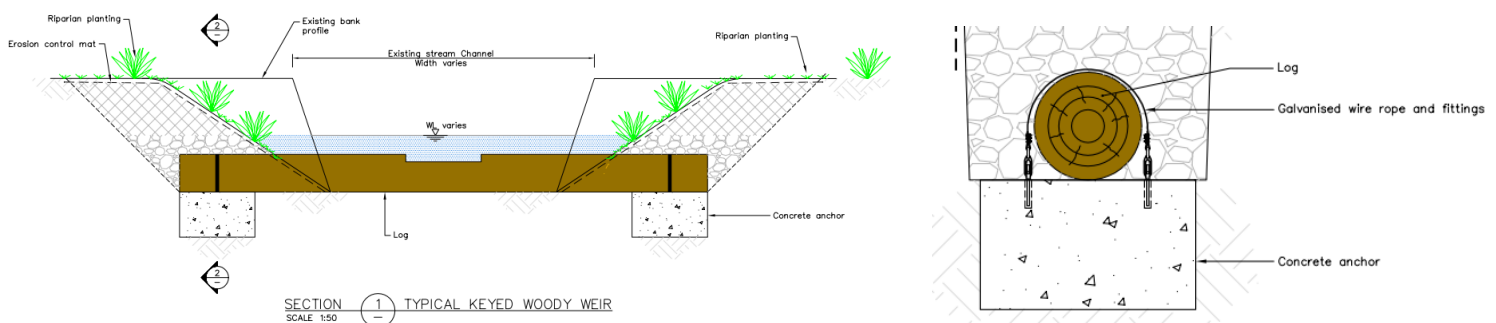 Riparian planting
2
–
Existing bank
profile
Erosion control mat
Existing stream Channel
Width varies
Riparian planting
WL varies
Concrete anchor
Log
2
–
SECTION 1 TYPICAL KEYED WOODY WEIR
SCALE 1:50 –
Log
Galvanised wire rope and fittings
Concrete anchor